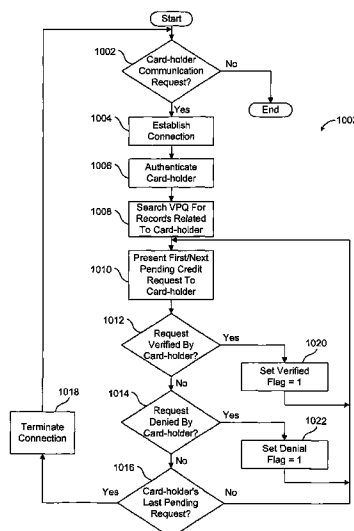 Start
1002
Card-holder
Communication
Request?
No
End
Yes
1004
Establish
Connection
1002
1006
Authenticate
Card-holder
1008
Search VPQ For
Records Related
To Card-holder
1010
Present First/Next
Pending Credit
Request To
Card-holder
1012
Request
Verified By
Card-holder?
Yes
1020
Set Verified
Flag = 1
No
1014
Request
Denied By
Card-holder?
Yes
1022
Set Denial
Flag = 1
No
1018
Terminate
Connection
1016
Card-holder's
Last Pending
Request?
Yes
No